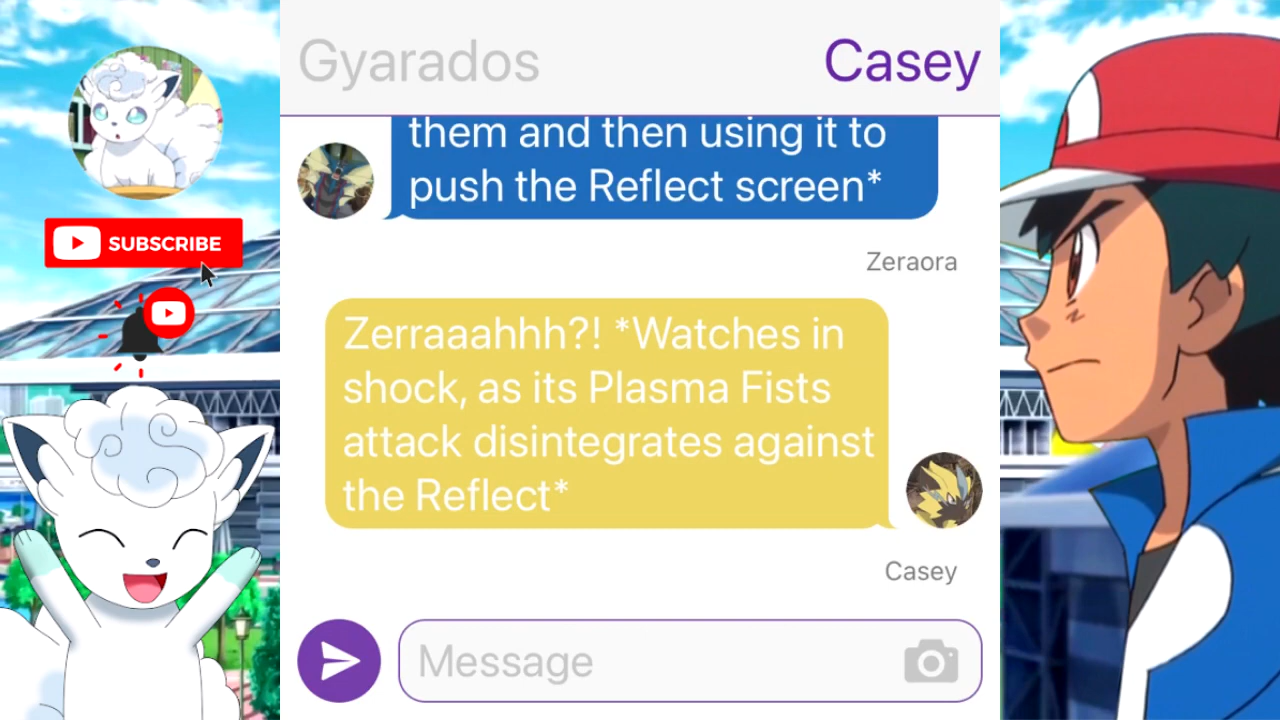 Gyarados
Casey
them and then using it to
push the Reflect screen*
SUBSCRIBE
Zeraora
Zerraaahhh?! *Watches in
shock, as its Plasma Fists
attack disintegrates against
the Reflect*
Casey
Message